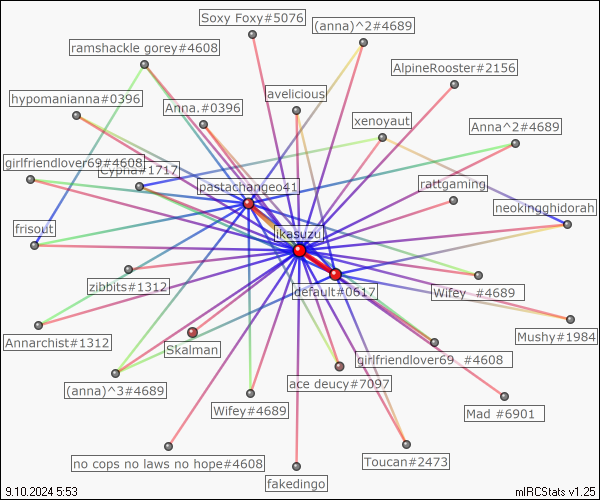 Soxy Foxy#5076
(anna)^2#4689
ramshackle gorey#4608
AlpineRooster#2156
hypomanianna#0396
avelicious
Anna.#0396
xenoyaut
Anna^2#4689
girlfriendlover69#4608
Cypha#1717
pastachangeo41
rattgaming
neokingghidorah
frisout
ikasuzu
zibbits#1312
default#0617
Wifey_#4689
Annarchist#1312
Skalman
Mushy#1984
girlfriendlover69_#4608
(anna)^3#4689
ace deucy#7097
Wifey#4689
Mad #6901
no cops no laws no hope#4608
Toucan#2473
fakedingo
9.10.2024 5:53
mIRCStats v1.25